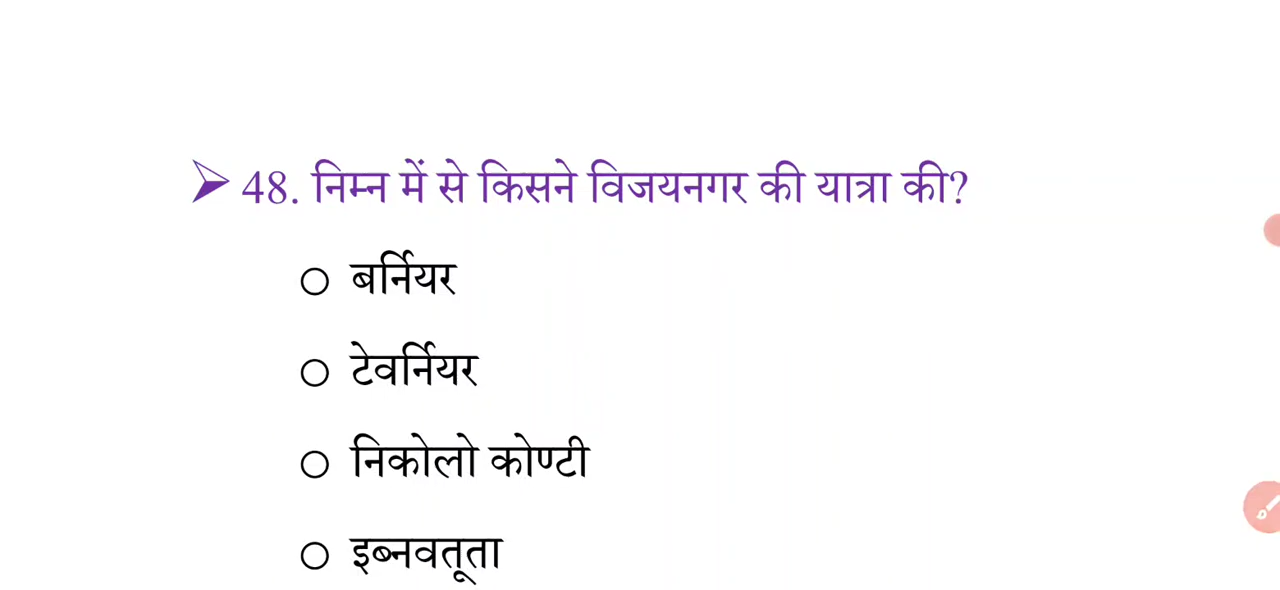 ➢ 48. निम्न में से किसने विजयनगर की यात्रा की?
○ बर्नियर
○ टेवर्नियर
○ निकोलो कोण्टी
○ इब्नवतूता